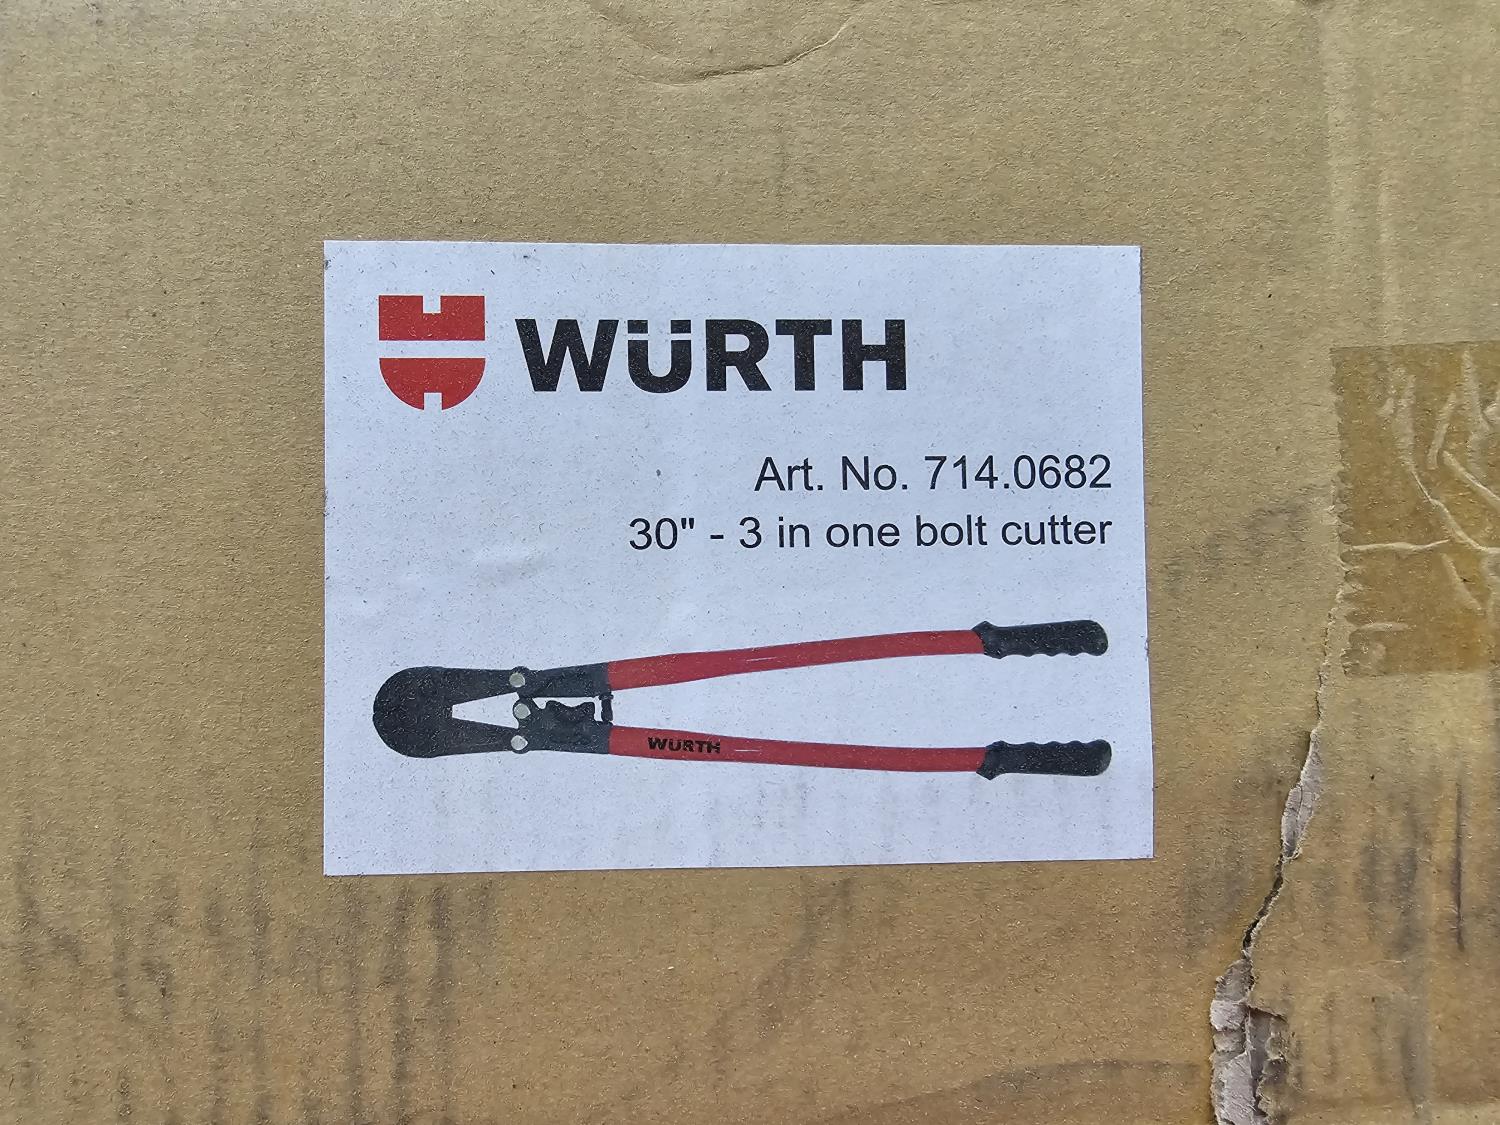 WÜRTH
Art. No. 714.0682
30" - 3 in one bolt cutter
WÜRTH